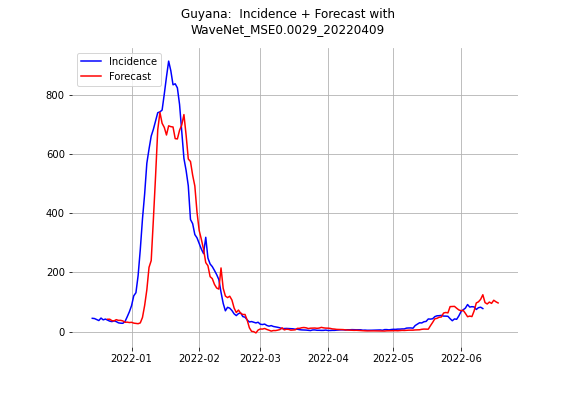 Guyana:  Incidence + Forecast with
WaveNet_MSE0.0029_20220409
Incidence
Forecast
800
600
400
200
0
2022-01
2022-02
2022-03
2022-04
2022-05
2022-06